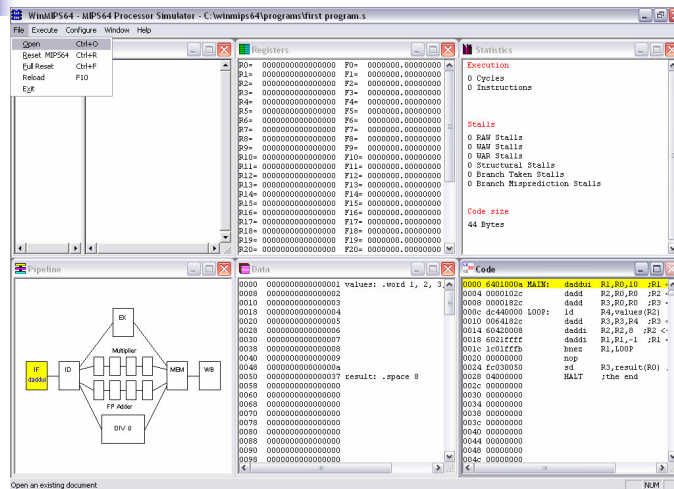 WinMIPS64 - MIPS64 Processor Simulator - C:\winmips64\programs\first program.s
File Execute Configure Window Help
Open Ctrl+O
Reset MIPS64 Ctrl+R
Full Reset Ctrl+F
Reload F10
Exit
Registers
R0= 0000000000000000 F0= 0000000.00000000
R1= 0000000000000000 F1= 0000000.00000000
R2= 0000000000000000 F2= 0000000.00000000
R3= 0000000000000000 F3= 0000000.00000000
R4= 0000000000000000 F4= 0000000.00000000
R5= 0000000000000000 F5= 0000000.00000000
R6= 0000000000000000 F6= 0000000.00000000
R7= 0000000000000000 F7= 0000000.00000000
R8= 0000000000000000 F8= 0000000.00000000
R9= 0000000000000000 F9= 0000000.00000000
R10= 0000000000000000 F10= 0000000.00000000
R11= 0000000000000000 F11= 0000000.00000000
R12= 0000000000000000 F12= 0000000.00000000
R13= 0000000000000000 F13= 0000000.00000000
R14= 0000000000000000 F14= 0000000.00000000
R15= 0000000000000000 F15= 0000000.00000000
R16= 0000000000000000 F16= 0000000.00000000
R17= 0000000000000000 F17= 0000000.00000000
R18= 0000000000000000 F18= 0000000.00000000
R19= 0000000000000000 F19= 0000000.00000000
R20= 0000000000000000 F20= 0000000.00000000
Statistics
Execution
0 Cycles
0 Instructions
Stalls
0 RAW Stalls
0 WAW Stalls
0 WAR Stalls
0 Structural Stalls
0 Branch Taken Stalls
0 Branch Misprediction Stalls
Code size
44 Bytes
Pipeline
EX
Multiplier
IF
daddui
ID
MEM
WB
FP Adder
DIV 0
Data
0000 0000000000000001 values: .word 1, 2, 3,
0008 0000000000000002
0010 0000000000000003
0018 0000000000000004
0020 0000000000000005
0028 0000000000000006
0030 0000000000000007
0038 0000000000000008
0040 0000000000000009
0048 000000000000000a
0050 0000000000000037 result: .space 8
0058 0000000000000000
0060 0000000000000000
0068 0000000000000000
0070 0000000000000000
0078 0000000000000000
0080 0000000000000000
0088 0000000000000000
0090 0000000000000000
0098 0000000000000000
Code
0000 6401000a MAIN: daddui R1,R0,10 ;R1 <
0004 0000102c dadd R2,R0,R0 ;R2 <
0008 0000182c dadd R3,R0,R0 ;R3 <
000c dc440000 LOOP: ld R4,values(R2)
0010 0064182c dadd R3,R3,R4 ;R3 <
0014 60420008 daddi R2,R2,8 ;R2 <-
0018 6021ffff daddi R1,R1,-1 ;R1 <
001c 1c01fffb bnez R1,LOOP
0020 00000000 nop
0024 fc030050 sd R3,result(R0) ;
0028 04000000 HALT ;the end
002c 00000000
0030 00000000
0034 00000000
0038 00000000
003c 00000000
0040 00000000
0044 00000000
0048 00000000
004c 00000000
Open an existing document
NUM